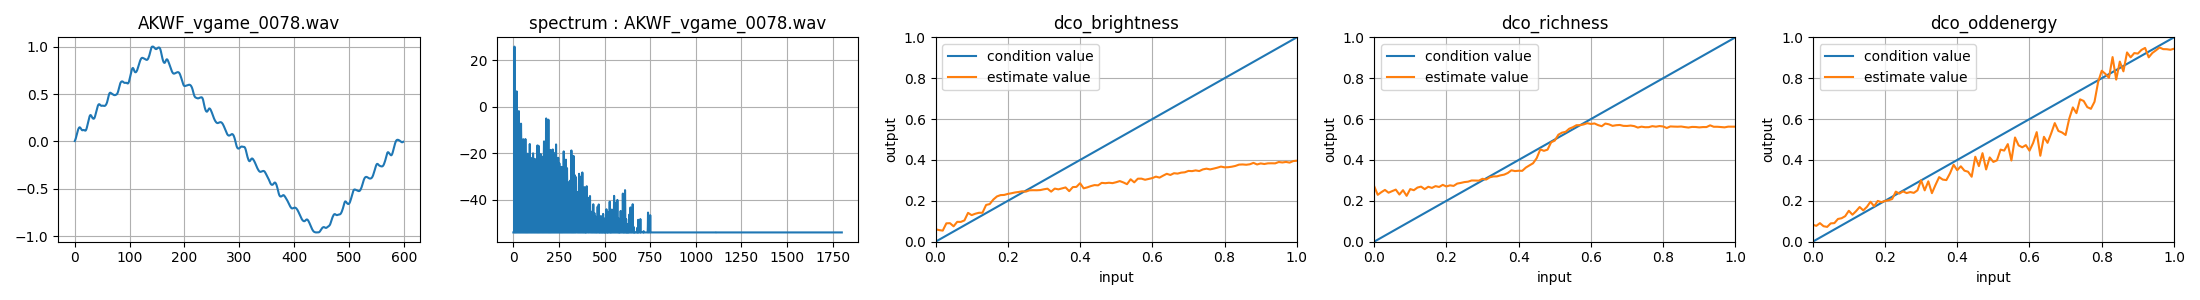 AKWF_vgame_0078.wav
1.0
0.5
0.0
−0.5
−1.0
0 100 200 300 400 500 600
spectrum : AKWF_vgame_0078.wav
20
0
−20
−40
0 250 500 750 1000 1250 1500 1750
dco_brightness
condition value
estimate value
output
1.0
0.8
0.6
0.4
0.2
0.0
0.0 0.2 0.4 0.6 0.8 1.0
input
dco_richness
condition value
estimate value
output
1.0
0.8
0.6
0.4
0.2
0.0
0.0 0.2 0.4 0.6 0.8 1.0
input
dco_oddenergy
condition value
estimate value
output
1.0
0.8
0.6
0.4
0.2
0.0
0.0 0.2 0.4 0.6 0.8 1.0
input